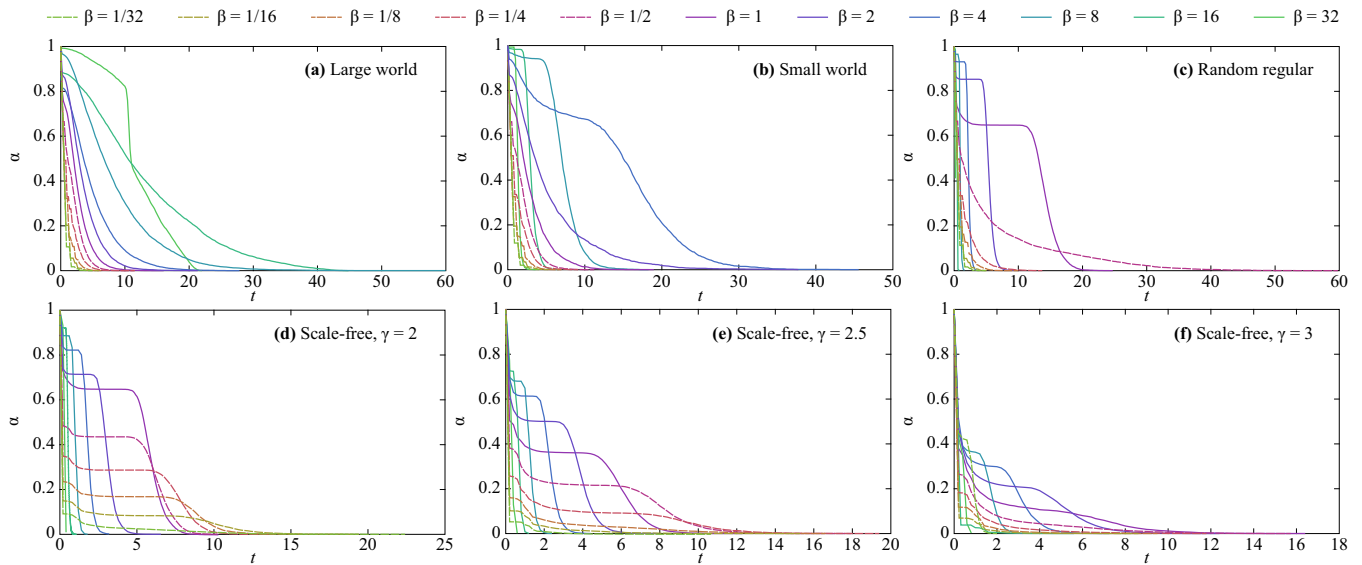 β = 1/32 β = 1/16 β = 1/8 β = 1/4 β = 1/2 β = 1 β = 2 β = 4 β = 8 β = 16 β = 32
(a) Large world
(b) Small world
(c) Random regular
1 0.8 0.6 0.4 0.2 0
α
0 10 20 30 40 50 60
t
1 0.8 0.6 0.4 0.2 0
α
0 10 20 30 40 50
t
1 0.8 0.6 0.4 0.2 0
α
0 10 20 30 40 50 60
t
(d) Scale-free, γ = 2
(e) Scale-free, γ = 2.5
(f) Scale-free, γ = 3
1 0.8 0.6 0.4 0.2 0
α
0 5 10 15 20 25
t
1 0.8 0.6 0.4 0.2 0
α
0 2 4 6 8 10 12 14 16 18 20
t
1 0.8 0.6 0.4 0.2 0
α
0 2 4 6 8 10 12 14 16 18
t